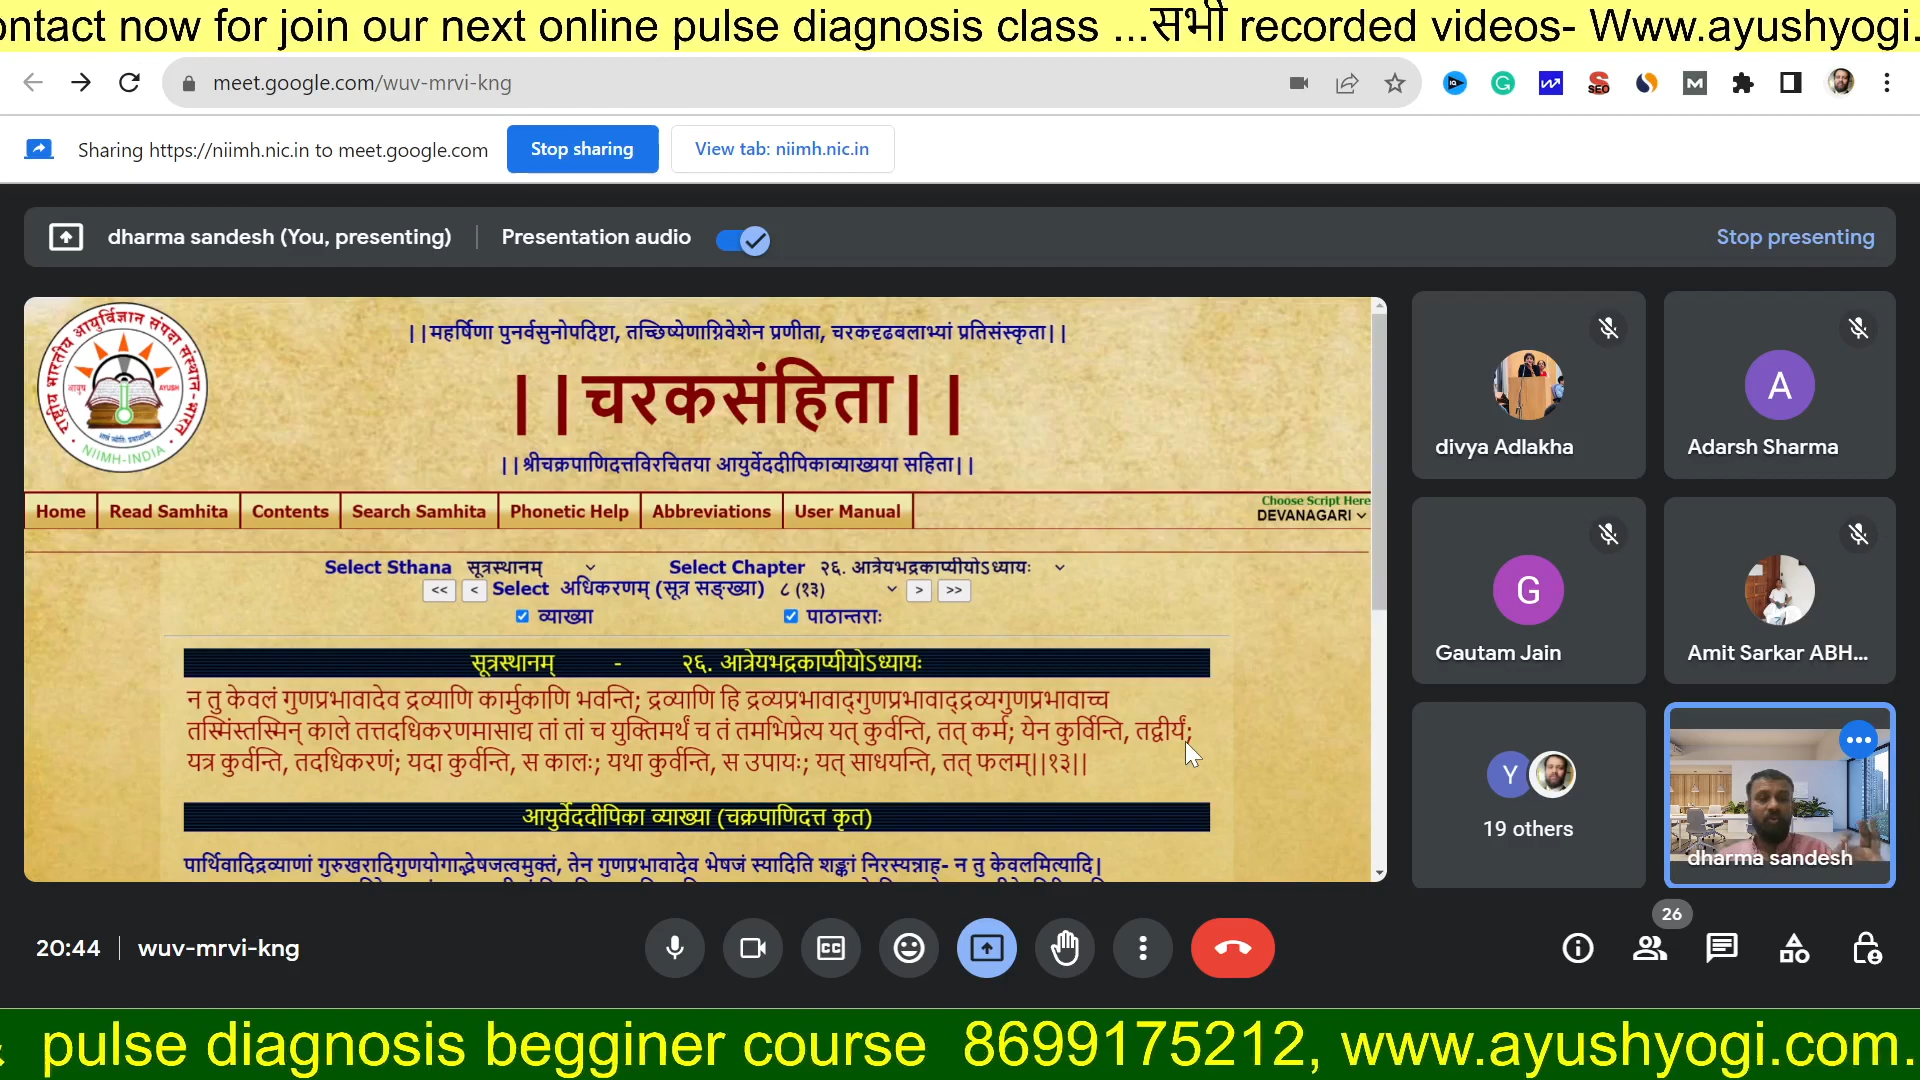 ontact now for join our next online pulse diagnosis class ...सभी recorded videos- Www.ayushyogi.
meet.google.com/wuv-mrvi-kng
Sharing https://niimh.nic.in to meet.google.com Stop sharing View tab: niimh.nic.in
dharma sandesh (You, presenting) Presentation audio Stop presenting
||महर्षिणा पुनर्वसुनोपदिष्टा, तच्छिष्येणाग्निवेशेन प्रणीता, चरकदृढबलाभ्यां प्रतिसंस्कृता||
||चरकसंहिता||
||श्रीचक्रपाणिदत्तविरचितया आयुर्वेददीपिकाव्याख्यया सहिता||
राष्ट्रीय भारतीय आयुर्विज्ञान संपदा संस्थान-भारत
NIIMH-INDIA
AYUSH
Home Read Samhita Contents Search Samhita Phonetic Help Abbreviations User Manual
Choose Script Here
DEVANAGARI
Select Sthana सूत्रस्थानम् Select Chapter २६. आत्रेयभद्रकाप्यीयोऽध्यायः
<< < Select अधिकरणम् (सूत्र सङ्ख्या) ८ (१३) > >>
व्याख्या पाठान्तराः
सूत्रस्थानम् - २६. आत्रेयभद्रकाप्यीयोऽध्यायः
न तु केवलं गुणप्रभावादेव द्रव्याणि कार्मुकाणि भवन्ति; द्रव्याणि हि द्रव्यप्रभावाद्गुणप्रभावाद्द्रव्यगुणप्रभावाच्च
तस्मिंस्तस्मिन् काले तत्तदधिकरणमासाद्य तां तां च युक्तिमर्थं च तं तमभिप्रेत्य यत् कुर्वन्ति, तत् कर्म; येन कुर्वन्ति, तद्वीर्यं;
यत्र कुर्वन्ति, तदधिकरणं; यदा कुर्वन्ति, स कालः; यथा कुर्वन्ति, स उपायः; यत् साधयन्ति, तत् फलम्||१३||
आयुर्वेददीपिका व्याख्या (चक्रपाणिदत्त कृत)
पार्थिवादिद्रव्याणां गुरुखरादिगुणयोगाद्भेषजत्वमुक्तं, तेन गुणप्रभावादेव भेषजं स्यादिति शङ्कां निरस्यन्नाह- न तु केवलमित्यादि|
divya Adlakha
A
Adarsh Sharma
G
Gautam Jain
Amit Sarkar ABH...
Y
19 others
dharma sandesh
20:44 wuv-mrvi-kng
26
pulse diagnosis begginer course 8699175212, www.ayushyogi.com.